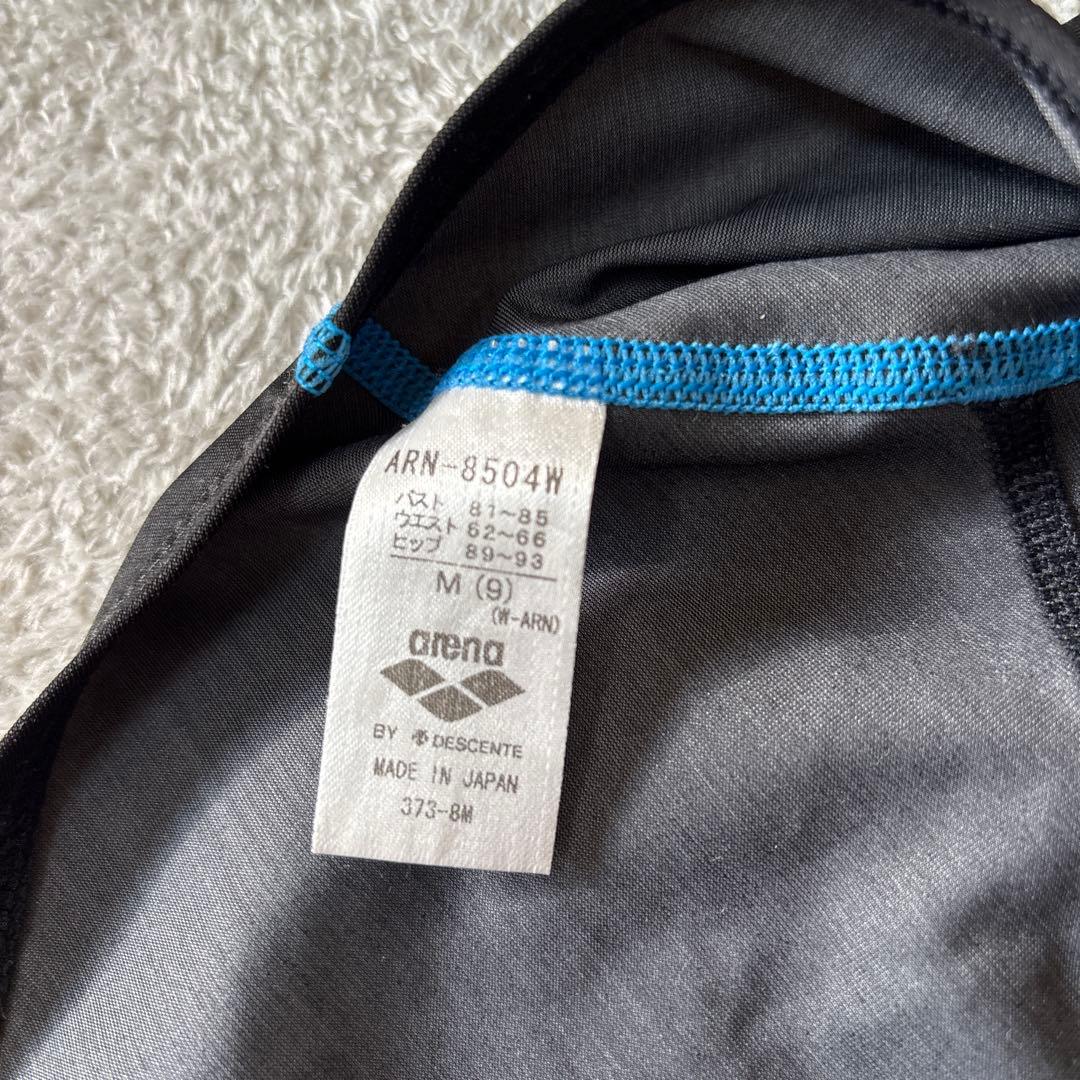 ARN-8504W
バスト 81～85
ウエスト 62～66
ヒップ 89～93
M (9)
(W-ARN)
arena
BY DESCENTE
MADE IN JAPAN
373-8M